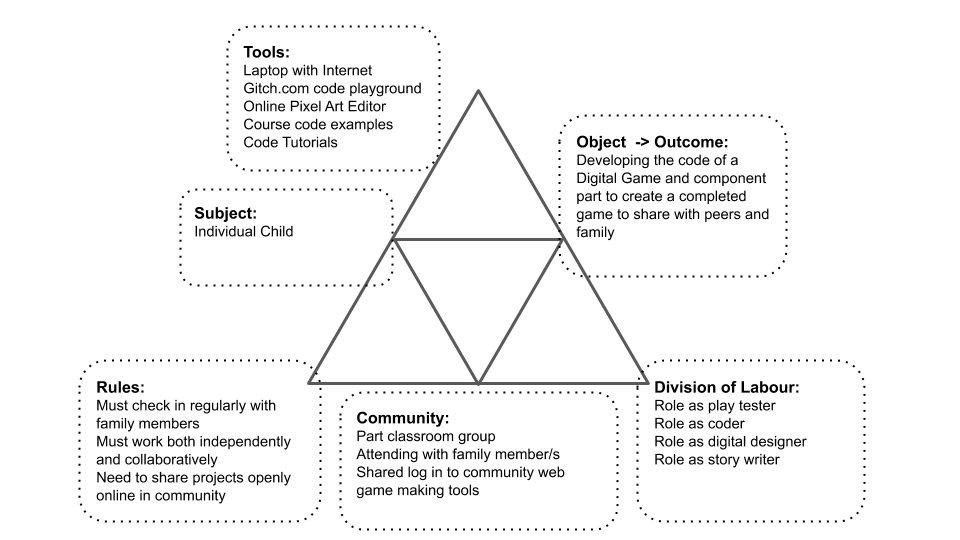 Tools:
Laptop with Internet
Gitch.com code playground
Online Pixel Art Editor
Course code examples
Code Tutorials
Object -> Outcome:
Developing the code of a
Digital Game and component
part to create a completed
game to share with peers and
family
Subject:
Individual Child
Rules:
Must check in regularly with
family members
Must work both independently
and collaboratively
Need to share projects openly
online in community
Community:
Part classroom group
Attending with family member/s
Shared log in to community web
game making tools
Division of Labour:
Role as play tester
Role as coder
Role as digital designer
Role as story writer